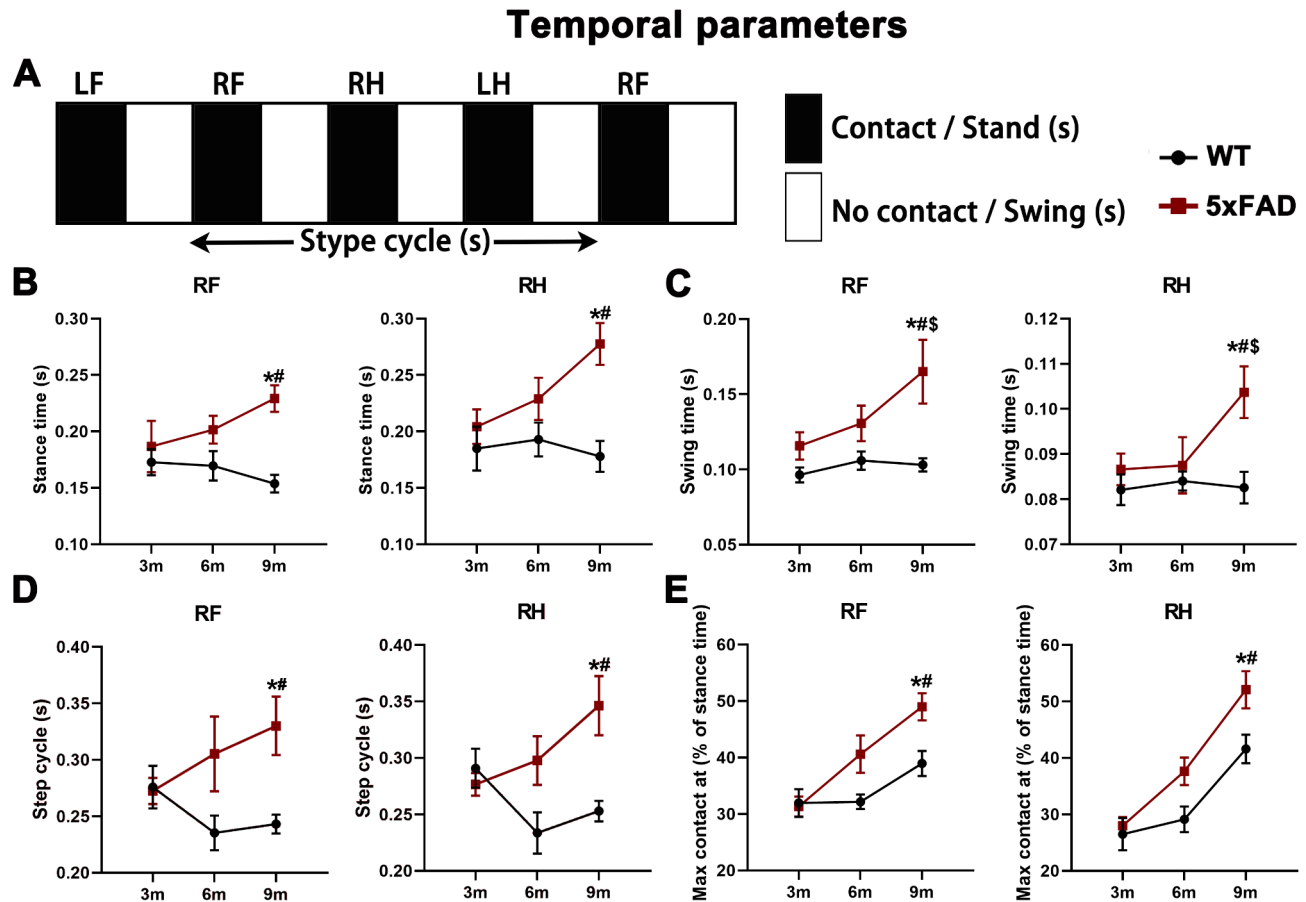 Temporal parameters
A
LF RF RH LH RF
Stype cycle (s)
Contact / Stand (s)
No contact / Swing (s)
WT
5xFAD
B
RF
Stance time (s)
0.30
0.25
0.20
0.15
0.10
*#
3m 6m 9m
RH
Stance time (s)
0.30
0.25
0.20
0.15
0.10
*#
3m 6m 9m
C
RF
Swing time (s)
0.20
0.15
0.10
0.05
*#$
3m 6m 9m
RH
Swing time (s)
0.12
0.11
0.10
0.09
0.08
0.07
*#$
3m 6m 9m
D
RF
Step cycle (s)
0.40
0.35
0.30
0.25
0.20
*#
3m 6m 9m
RH
Step cycle (s)
0.40
0.35
0.30
0.25
0.20
*#
3m 6m 9m
E
RF
Max contact at (% of stance time)
60
50
40
30
20
*#
3m 6m 9m
RH
Max contact at (% of stance time)
60
50
40
30
20
*#
3m 6m 9m